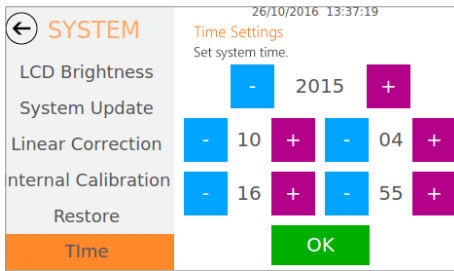 26/10/2016 13:37:19
SYSTEM
Time Settings
Set system time.
LCD Brightness
System Update
Linear Correction
nternal Calibration
Restore
TIme
- 2015 +
- 10 + - 04 +
- 16 + - 55 +
OK